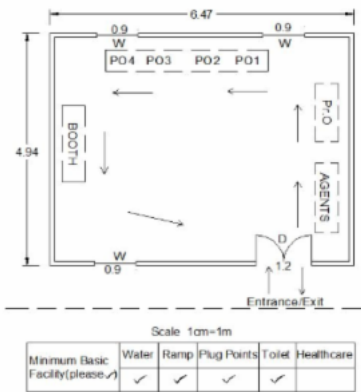 6.47
0.9
0.9
W
W
PO4 PO3 PO2 PO1
Pr.O
BOOTH
4.94
AGENTS
W
0.9
D
1.2
Entrance/Exit
Scale 1cm=1m
Minimum Basic Facility(please ✓) Water Ramp Plug Points Toilet Healthcare
✓ ✓ ✓ ✓